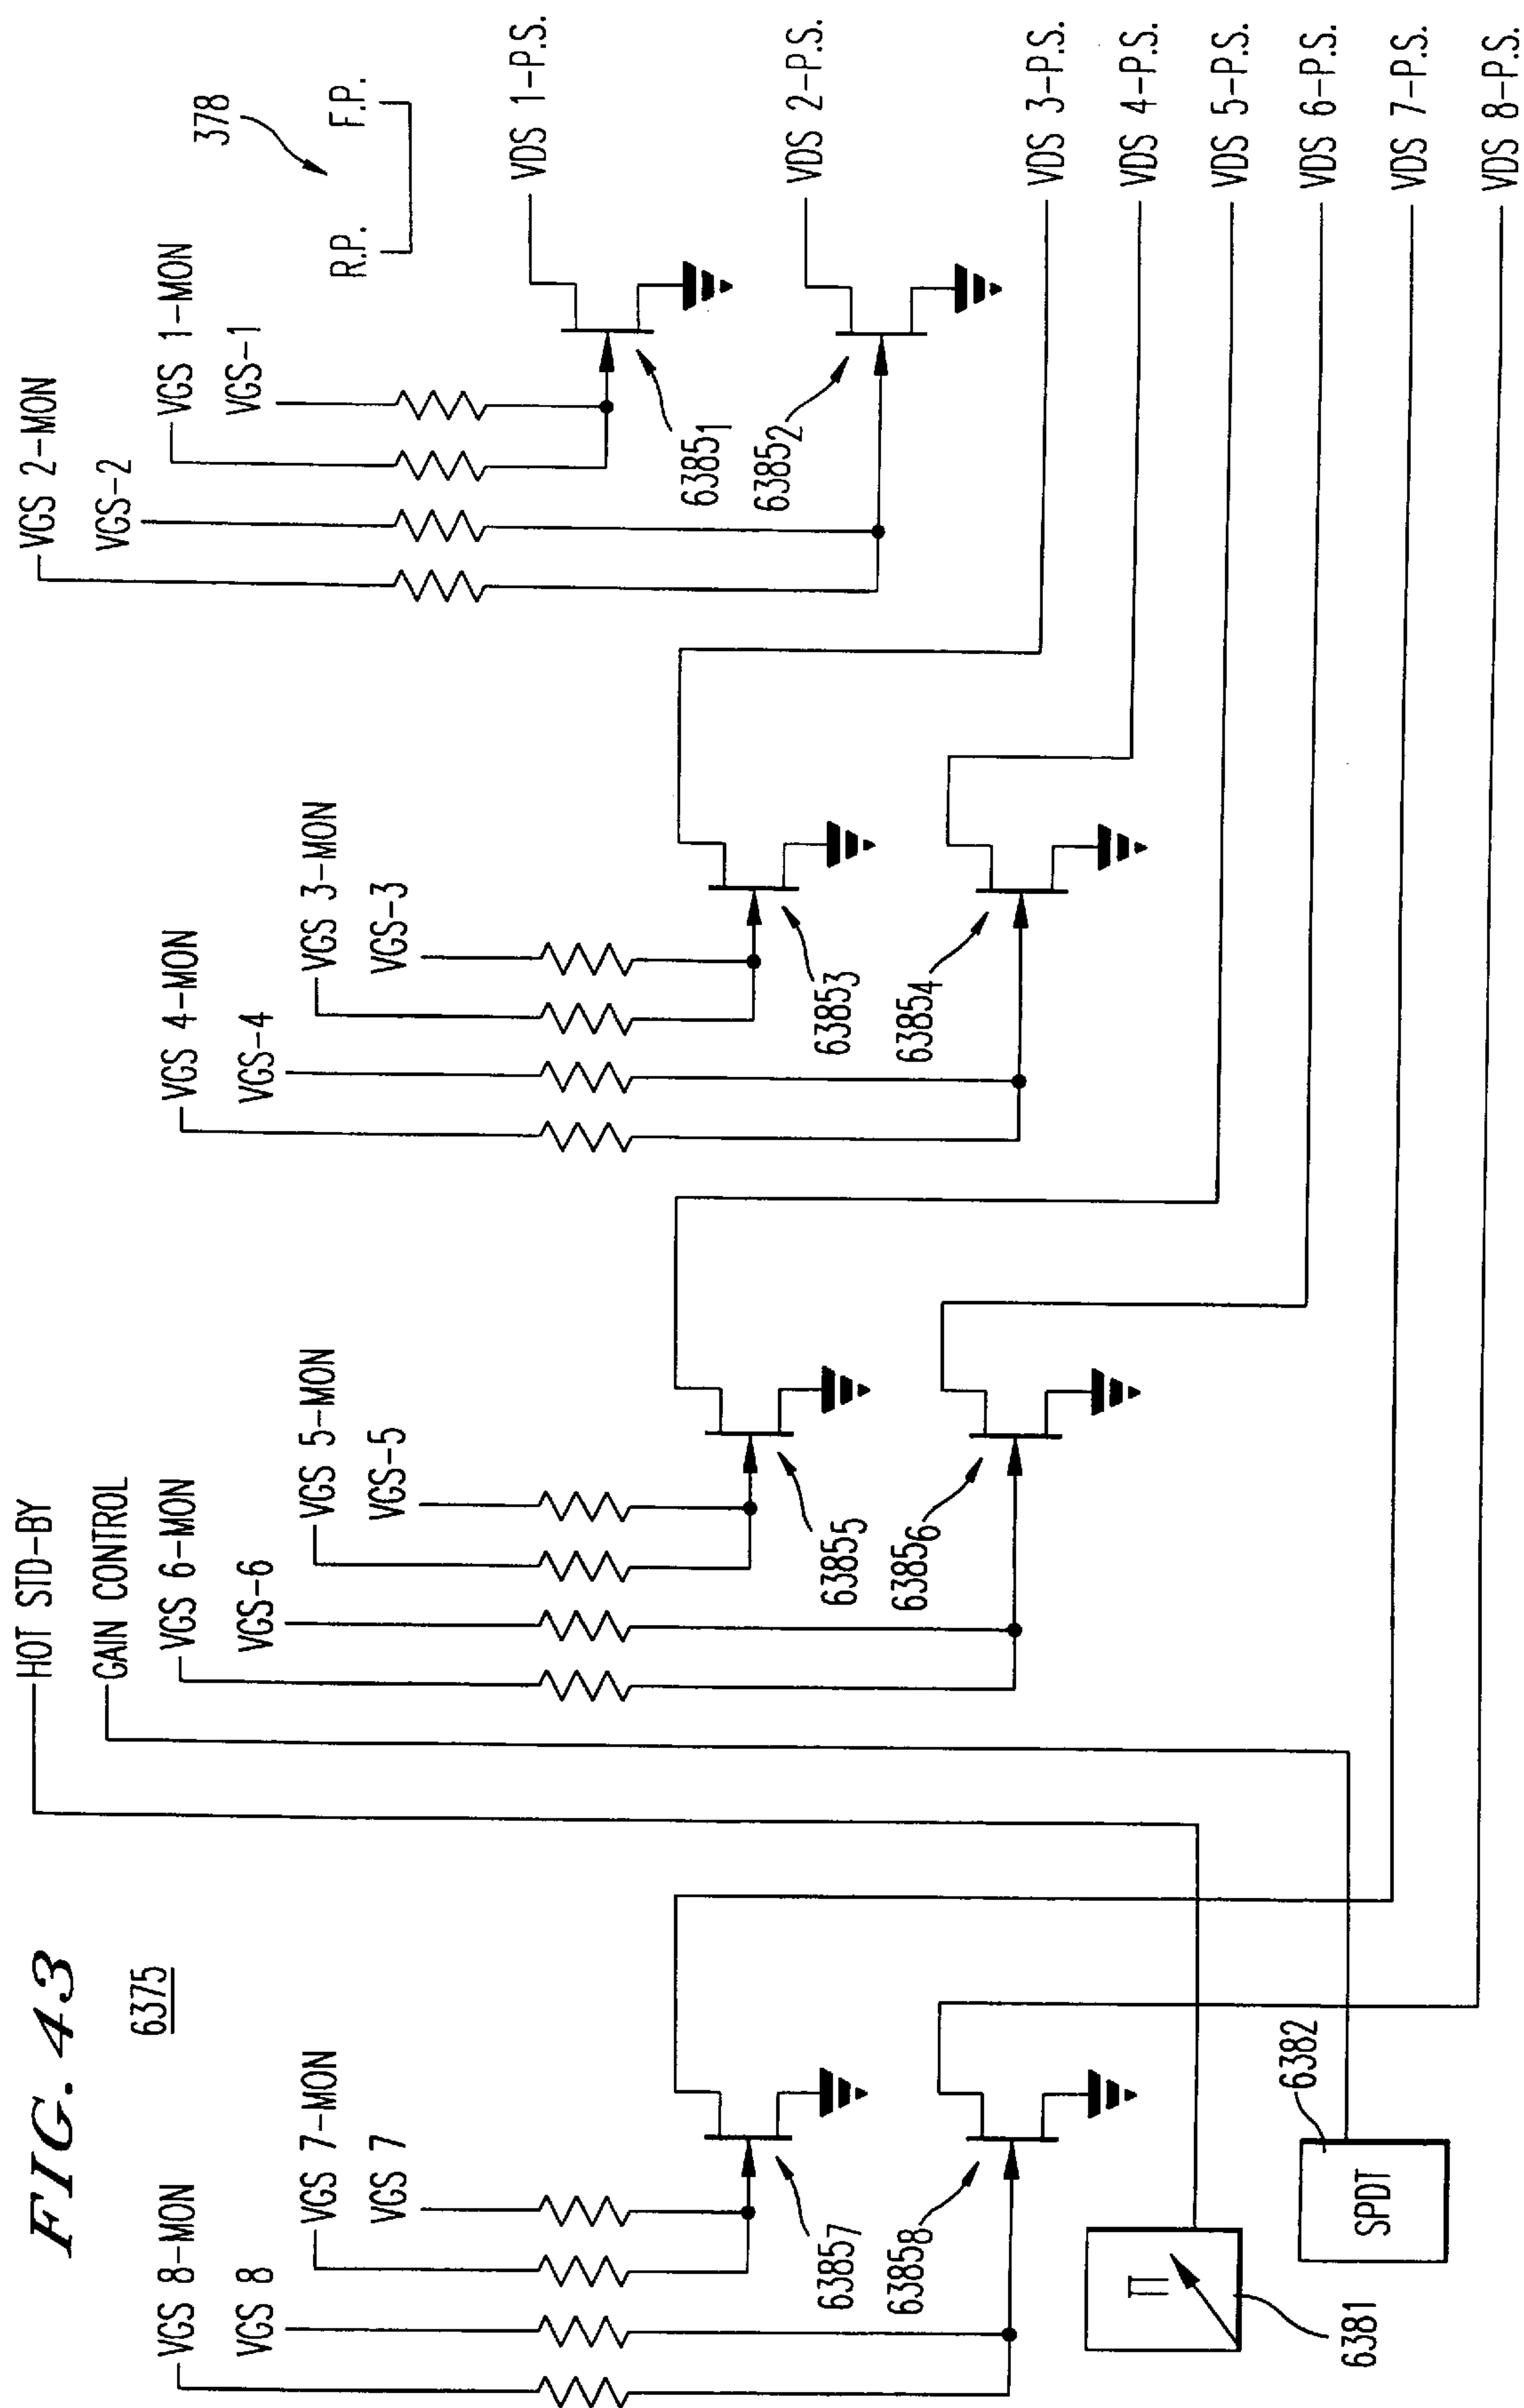 FIG. 43
6375
HOT STD-BY
GAIN CONTROL
VGS 8-MON
VGS 8
VGS 7-MON
VGS 7
VGS 6-MON
VGS-6
VGS 5-MON
VGS-5
VGS 4-MON
VGS-4
VGS 3-MON
VGS-3
VGS 2-MON
VGS-2
VGS 1-MON
VGS-1
378
R.P.
F.P.
6385₇
6385₈
6385₅
6385₆
6385₃
6385₄
6385₁
6385₂
VDS 1-P.S.
VDS 2-P.S.
VDS 3-P.S.
VDS 4-P.S.
VDS 5-P.S.
VDS 6-P.S.
VDS 7-P.S.
VDS 8-P.S.
Π
6381
SPDT
6382